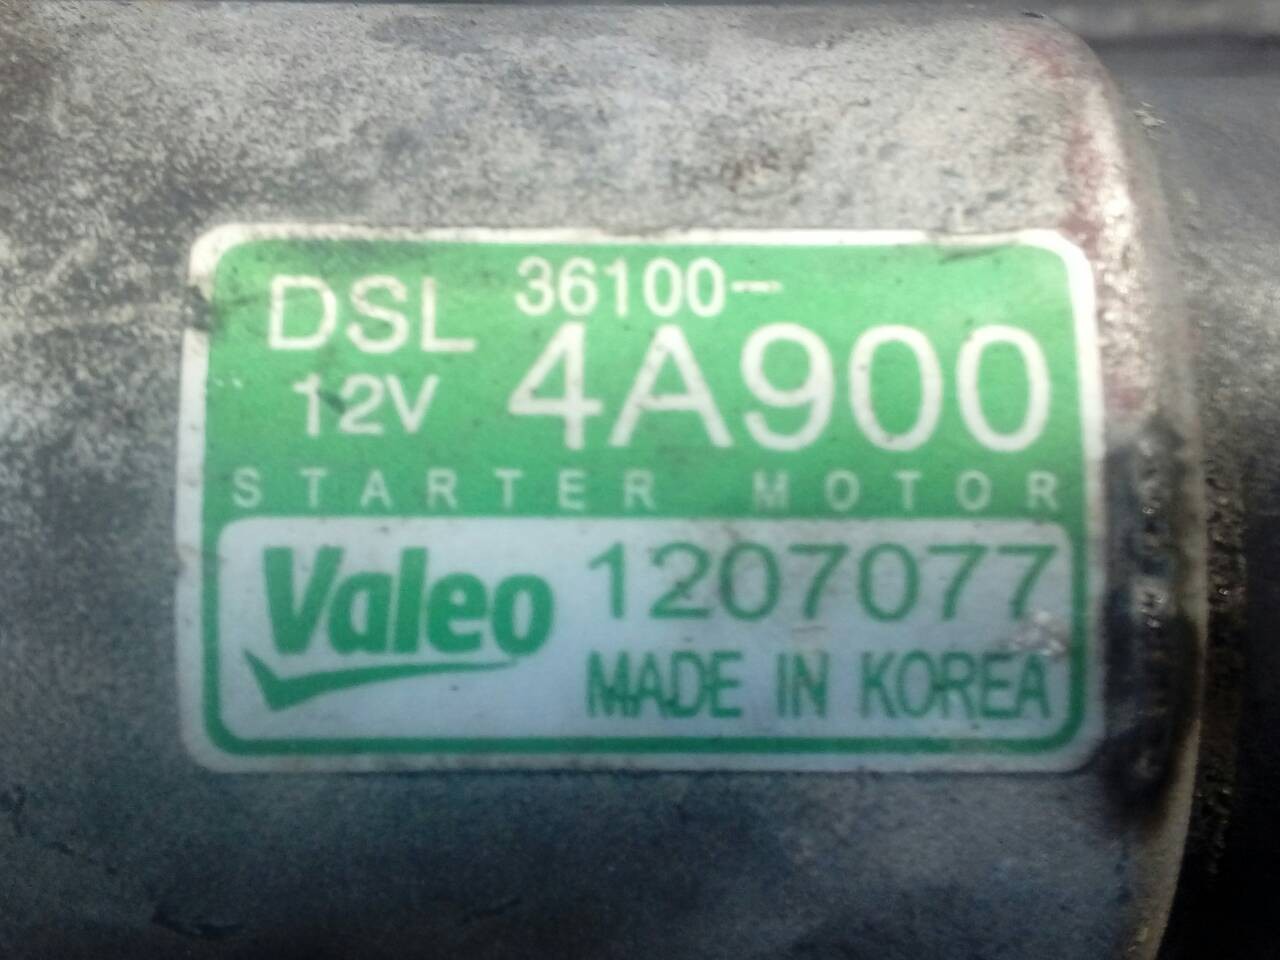 DSL 36100-
12V 4A900
STARTER MOTOR
Valeo 1207077
MADE IN KOREA